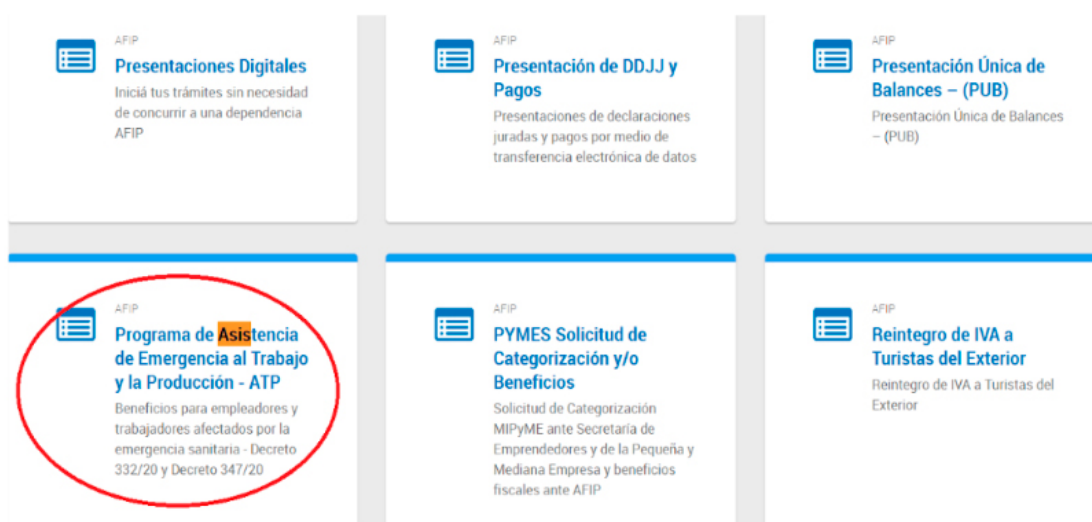 AFIP
Presentaciones Digitales
Iniciá tus trámites sin necesidad
de concurrir a una dependencia
AFIP
AFIP
Presentación de DDJJ y
Pagos
Presentaciones de declaraciones
juradas y pagos por medio de
transferencia electrónica de datos
AFIP
Presentación Única de
Balances – (PUB)
Presentación Única de Balances
– (PUB)
AFIP
Programa de Asistencia
de Emergencia al Trabajo
y la Producción - ATP
Beneficios para empleadores y
trabajadores afectados por la
emergencia sanitaria - Decreto
332/20 y Decreto 347/20
AFIP
PYMES Solicitud de
Categorización y/o
Beneficios
Solicitud de Categorización
MIPyME ante Secretaría de
Emprendedores y de la Pequeña y
Mediana Empresa y beneficios
fiscales ante AFIP
AFIP
Reintegro de IVA a
Turistas del Exterior
Reintegro de IVA a Turistas del
Exterior